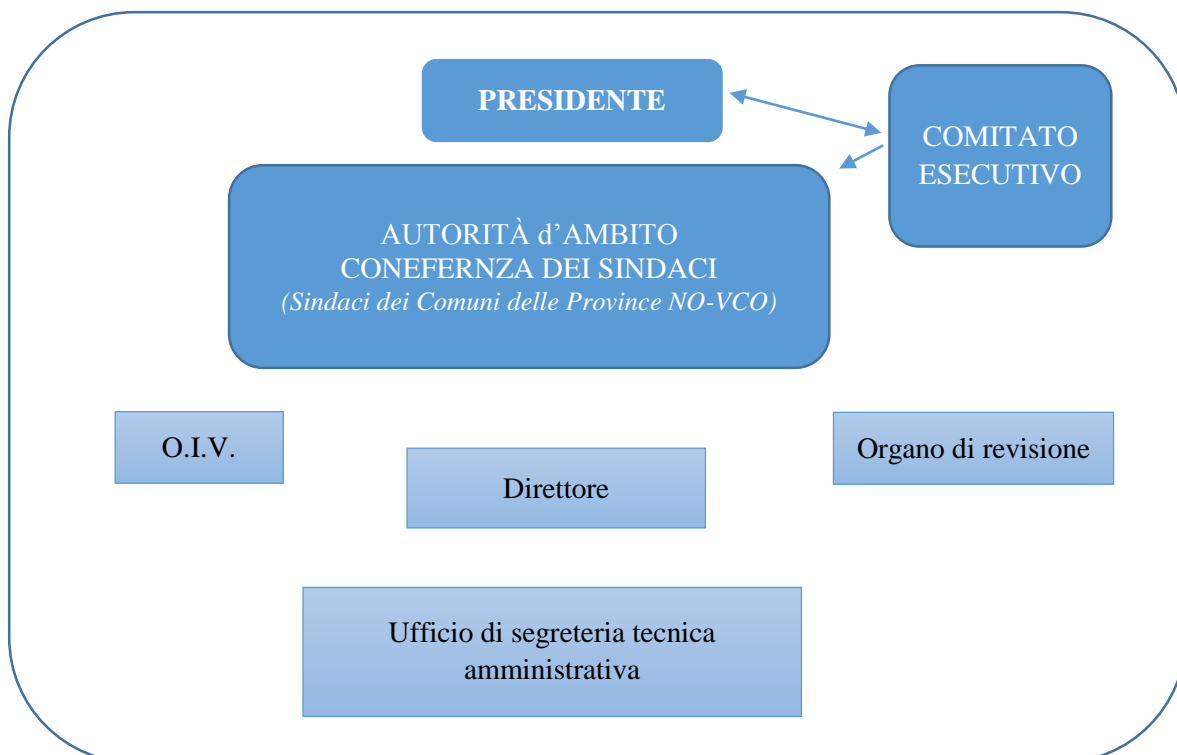 PRESIDENTE
COMITATO
ESECUTIVO
AUTORITÀ d’AMBITO
CONEFERNZA DEI SINDACI
(Sindaci dei Comuni delle Province NO-VCO)
O.I.V.
Organo di revisione
Direttore
Ufficio di segreteria tecnica
amministrativa